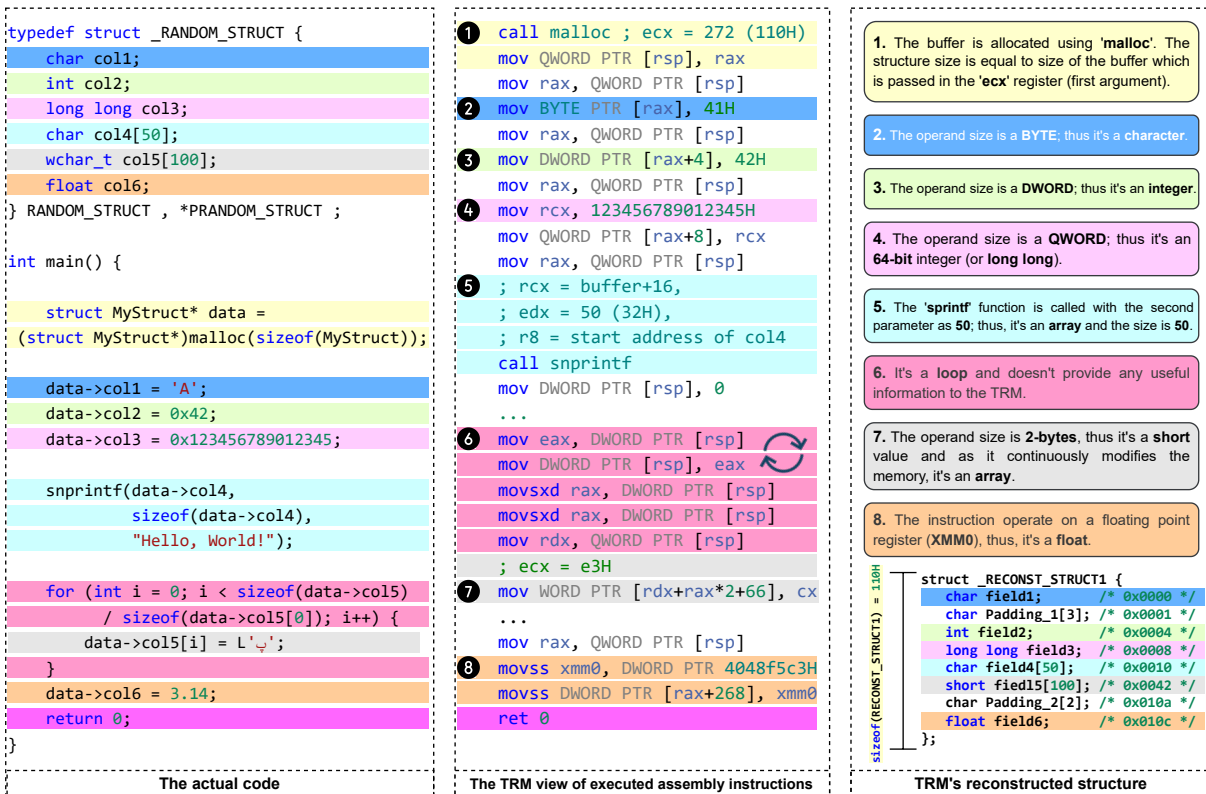 typedef struct _RANDOM_STRUCT {
char col1;
int col2;
long long col3;
char col4[50];
wchar_t col5[100];
float col6;
} RANDOM_STRUCT , *PRANDOM_STRUCT ;
int main() {
struct MyStruct* data =
(struct MyStruct*)malloc(sizeof(MyStruct));
data->col1 = 'A';
data->col2 = 0x42;
data->col3 = 0x123456789012345;
snprintf(data->col4,
sizeof(data->col4),
"Hello, World!");
for (int i = 0; i < sizeof(data->col5)
/ sizeof(data->col5[0]); i++) {
data->col5[i] = L'پ';
}
data->col6 = 3.14;
return 0;
}
The actual code
1 call malloc ; ecx = 272 (110H)
mov QWORD PTR [rsp], rax
mov rax, QWORD PTR [rsp]
2 mov BYTE PTR [rax], 41H
mov rax, QWORD PTR [rsp]
3 mov DWORD PTR [rax+4], 42H
mov rax, QWORD PTR [rsp]
4 mov rcx, 123456789012345H
mov QWORD PTR [rax+8], rcx
mov rax, QWORD PTR [rsp]
5 ; rcx = buffer+16,
; edx = 50 (32H),
; r8 = start address of col4
call snprintf
mov DWORD PTR [rsp], 0
...
6 mov eax, DWORD PTR [rsp]
mov DWORD PTR [rsp], eax
movsxd rax, DWORD PTR [rsp]
movsxd rax, DWORD PTR [rsp]
mov rdx, QWORD PTR [rsp]
; ecx = e3H
7 mov WORD PTR [rdx+rax*2+66], cx
...
mov rax, QWORD PTR [rsp]
8 movss xmm0, DWORD PTR 4048f5c3H
movss DWORD PTR [rax+268], xmm0
ret 0
The TRM view of executed assembly instructions
1. The buffer is allocated using 'malloc'. The
structure size is equal to size of the buffer which
is passed in the 'ecx' register (first argument).
2. The operand size is a BYTE; thus it's a character.
3. The operand size is a DWORD; thus it's an integer.
4. The operand size is a QWORD; thus it's an
64-bit integer (or long long).
5. The 'sprintf' function is called with the second
parameter as 50; thus, it's an array and the size is 50.
6. It's a loop and doesn't provide any useful
information to the TRM.
7. The operand size is 2-bytes, thus it's a short
value and as it continuously modifies the
memory, it's an array.
8. The instruction operate on a floating point
register (XMM0), thus, it's a float.
sizeof(RECONST_STRUCT1) = 110H
struct _RECONST_STRUCT1 {
char field1; /* 0x0000 */
char Padding_1[3]; /* 0x0001 */
int field2; /* 0x0004 */
long long field3; /* 0x0008 */
char field4[50]; /* 0x0010 */
short fiedl5[100]; /* 0x0042 */
char Padding_2[2]; /* 0x010a */
float field6; /* 0x010c */
};
TRM's reconstructed structure